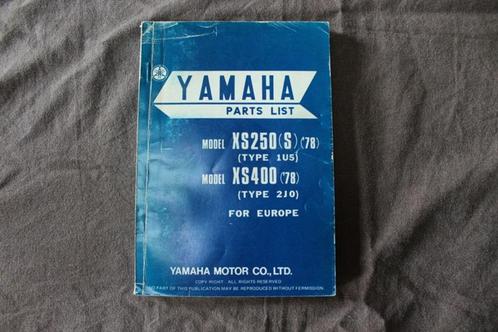 YAMAHA
PARTS LIST
MODEL XS250(S)('78)
(TYPE 1U5)
MODEL XS400('78)
(TYPE 2J0)
FOR EUROPE
YAMAHA MOTOR CO., LTD.
COPY RIGHT . ALL RIGHTS RESERVED
NO PART OF THIS PUBLICATION MAY BE REPRODUCED WITHOUT PERMISSION.